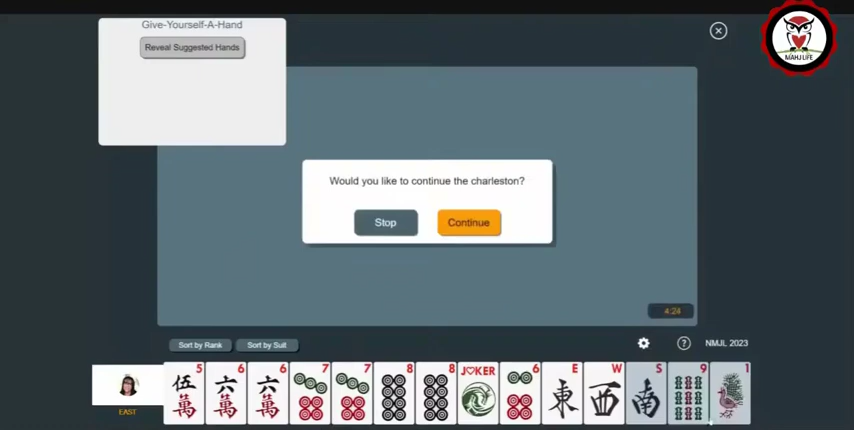 Give-Yourself-A-Hand
Reveal Suggested Hands
MAHJ LIFE
Would you like to continue the charleston?
Stop
Continue
4:24
Sort by Rank
Sort by Suit
?
NMJL 2023
EAST
5
伍萬
6
六萬
6
六萬
7
7
8
8
JOKER
6
E
東
W
西
S
南
9
1